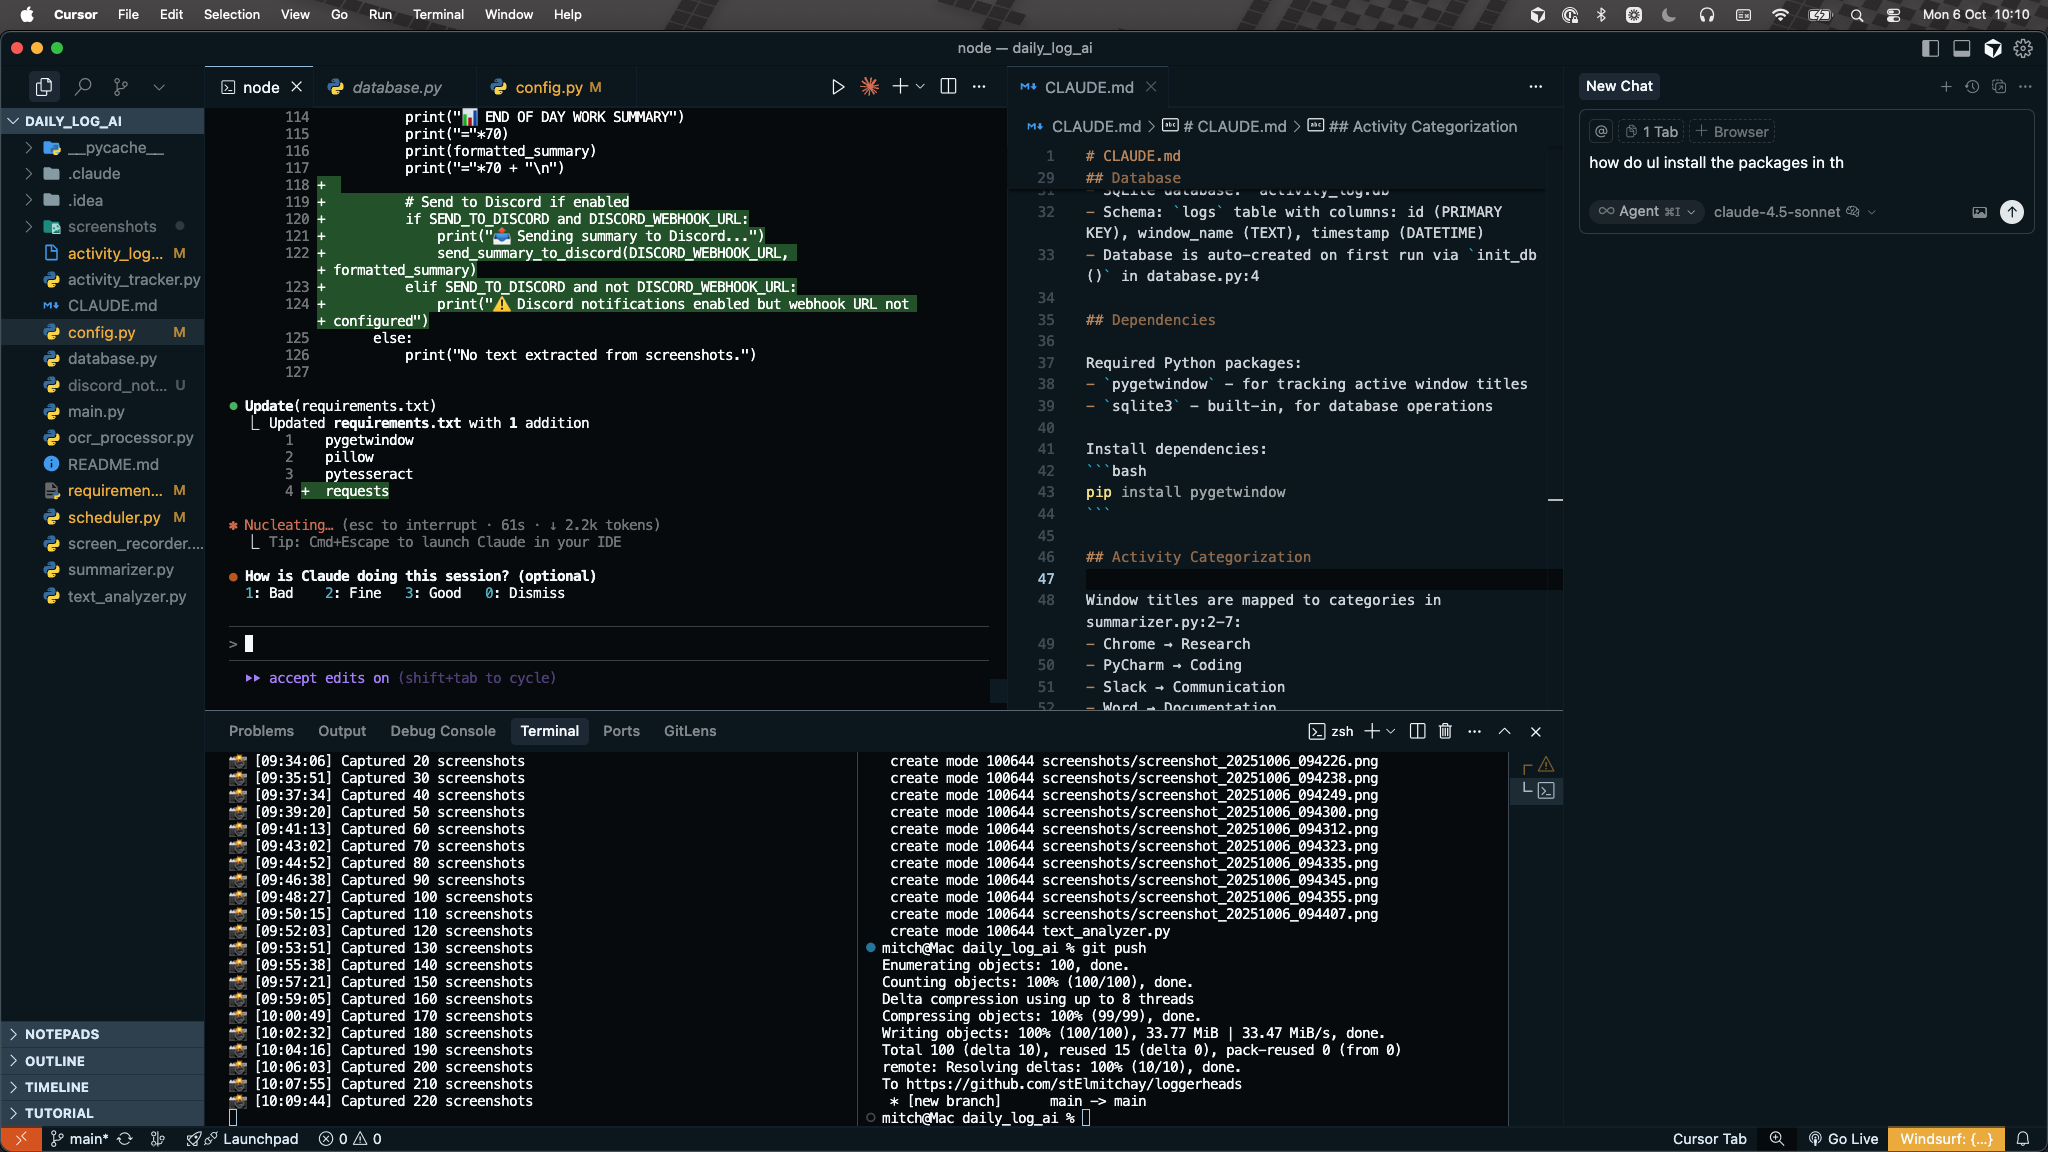 Cursor File Edit Selection View Go Run Terminal Window Help
Mon 6 Oct 10:10
node — daily_log_ai
DAILY_LOG_AI
__pycache__
.claude
.idea
screenshots
activity_log... M
activity_tracker.py
CLAUDE.md
config.py M
database.py
discord_not... U
main.py
ocr_processor.py
README.md
requiremen... M
scheduler.py M
screen_recorder....
summarizer.py
text_analyzer.py
NOTEPADS
OUTLINE
TIMELINE
TUTORIAL
node
database.py
config.py M
114 print("📊 END OF DAY WORK SUMMARY")
115 print("="*70)
116 print(formatted_summary)
117 print("="*70 + "\n")
118 +
119 + # Send to Discord if enabled
120 + if SEND_TO_DISCORD and DISCORD_WEBHOOK_URL:
121 + print("📤 Sending summary to Discord...")
122 + send_summary_to_discord(DISCORD_WEBHOOK_URL,
+ formatted_summary)
123 + elif SEND_TO_DISCORD and not DISCORD_WEBHOOK_URL:
124 + print("⚠️ Discord notifications enabled but webhook URL not
+ configured")
125 else:
126 print("No text extracted from screenshots.")
127
Update(requirements.txt)
Updated requirements.txt with 1 addition
1 pygetwindow
2 pillow
3 pytesseract
4 + requests
✱ Nucleating… (esc to interrupt · 61s · ↓ 2.2k tokens)
Tip: Cmd+Escape to launch Claude in your IDE
How is Claude doing this session? (optional)
1: Bad 2: Fine 3: Good 0: Dismiss
>
accept edits on (shift+tab to cycle)
CLAUDE.md
CLAUDE.md > # CLAUDE.md > ## Activity Categorization
1 # CLAUDE.md
29 ## Database
31 - SQLite database: `activity_log.db`
32 - Schema: `logs` table with columns: id (PRIMARY
KEY), window_name (TEXT), timestamp (DATETIME)
33 - Database is auto-created on first run via `init_db
()` in database.py:4
34
35 ## Dependencies
36
37 Required Python packages:
38 - `pygetwindow` - for tracking active window titles
39 - `sqlite3` - built-in, for database operations
40
41 Install dependencies:
42 ```bash
43 pip install pygetwindow
44 ```
45
46 ## Activity Categorization
47
48 Window titles are mapped to categories in
summarizer.py:2-7:
49 - Chrome → Research
50 - PyCharm → Coding
51 - Slack → Communication
52 - Word → Documentation
New Chat
@ 1 Tab + Browser
how do uI install the packages in th
Agent ⌘I claude-4.5-sonnet
Problems Output Debug Console Terminal Ports GitLens
zsh
[09:34:06] Captured 20 screenshots
[09:35:51] Captured 30 screenshots
[09:37:34] Captured 40 screenshots
[09:39:20] Captured 50 screenshots
[09:41:13] Captured 60 screenshots
[09:43:02] Captured 70 screenshots
[09:44:52] Captured 80 screenshots
[09:46:38] Captured 90 screenshots
[09:48:27] Captured 100 screenshots
[09:50:15] Captured 110 screenshots
[09:52:03] Captured 120 screenshots
[09:53:51] Captured 130 screenshots
[09:55:38] Captured 140 screenshots
[09:57:21] Captured 150 screenshots
[09:59:05] Captured 160 screenshots
[10:00:49] Captured 170 screenshots
[10:02:32] Captured 180 screenshots
[10:04:16] Captured 190 screenshots
[10:06:03] Captured 200 screenshots
[10:07:55] Captured 210 screenshots
[10:09:44] Captured 220 screenshots
create mode 100644 screenshots/screenshot_20251006_094226.png
create mode 100644 screenshots/screenshot_20251006_094238.png
create mode 100644 screenshots/screenshot_20251006_094249.png
create mode 100644 screenshots/screenshot_20251006_094300.png
create mode 100644 screenshots/screenshot_20251006_094312.png
create mode 100644 screenshots/screenshot_20251006_094323.png
create mode 100644 screenshots/screenshot_20251006_094335.png
create mode 100644 screenshots/screenshot_20251006_094345.png
create mode 100644 screenshots/screenshot_20251006_094355.png
create mode 100644 screenshots/screenshot_20251006_094407.png
create mode 100644 text_analyzer.py
mitch@Mac daily_log_ai % git push
Enumerating objects: 100, done.
Counting objects: 100% (100/100), done.
Delta compression using up to 8 threads
Compressing objects: 100% (99/99), done.
Writing objects: 100% (100/100), 33.77 MiB | 33.47 MiB/s, done.
Total 100 (delta 10), reused 15 (delta 0), pack-reused 0 (from 0)
remote: Resolving deltas: 100% (10/10), done.
To https://github.com/stElmitchay/loggerheads
* [new branch] main -> main
mitch@Mac daily_log_ai %
main* Launchpad 0 0
Cursor Tab Go Live Windsurf: {...}